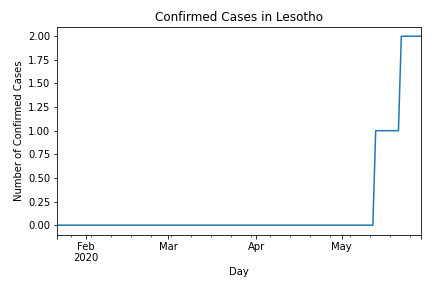 Confirmed Cases in Lesotho
2.00
1.75
1.50
1.25
1.00
0.75
0.50
0.25
0.00
Number of Confirmed Cases
Feb Mar Apr May
2020
Day